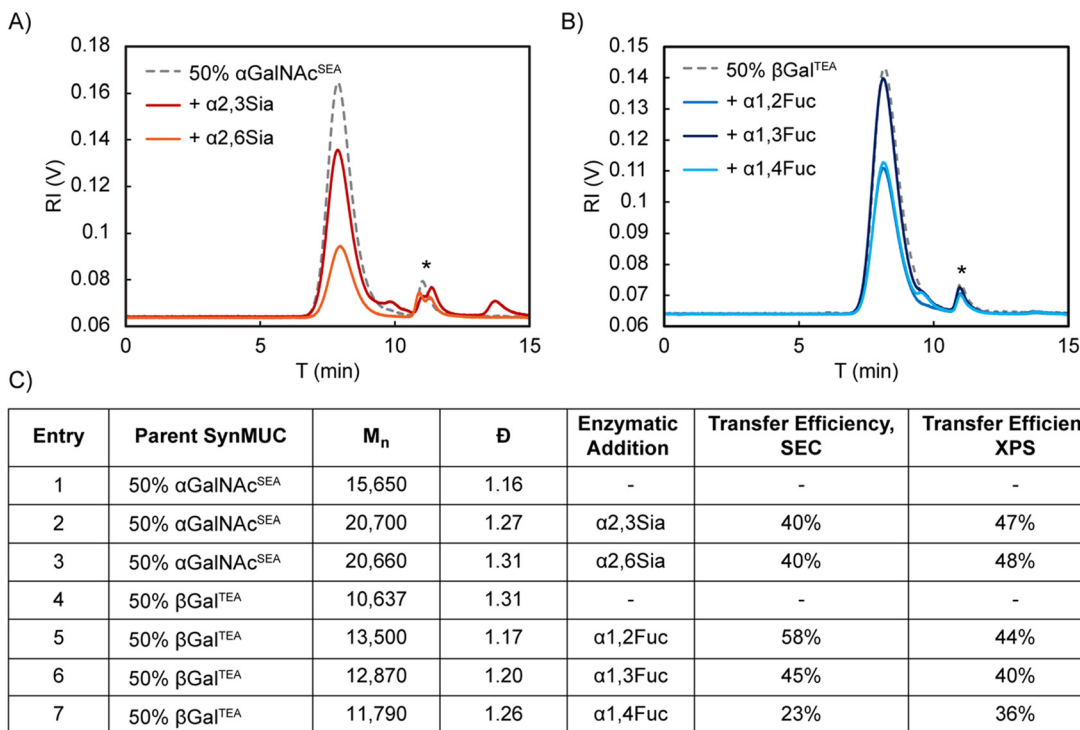 A)
0.18
0.16
0.14
0.12
0.1
0.08
0.06
RI (V)
50% αGalNAcSEA
+ α2,3Sia
+ α2,6Sia
*
0 5 10 15
T (min)
B)
0.15
0.14
0.13
0.12
0.11
0.1
0.09
0.08
0.07
0.06
RI (V)
50% βGalTEA
+ α1,2Fuc
+ α1,3Fuc
+ α1,4Fuc
*
0 5 10 15
T (min)
C)
Entry Parent SynMUC Mn Đ Enzymatic Addition Transfer Efficiency, SEC Transfer Efficien XPS
1 50% αGalNAcSEA 15,650 1.16 - - -
2 50% αGalNAcSEA 20,700 1.27 α2,3Sia 40% 47%
3 50% αGalNAcSEA 20,660 1.31 α2,6Sia 40% 48%
4 50% βGalTEA 10,637 1.31 - - -
5 50% βGalTEA 13,500 1.17 α1,2Fuc 58% 44%
6 50% βGalTEA 12,870 1.20 α1,3Fuc 45% 40%
7 50% βGalTEA 11,790 1.26 α1,4Fuc 23% 36%